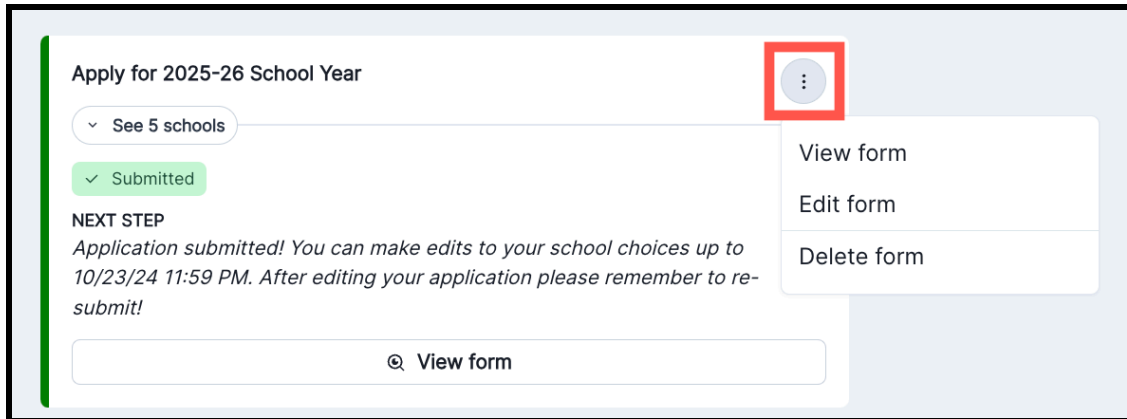 Apply for 2025-26 School Year
See 5 schools
Submitted
NEXT STEP
Application submitted! You can make edits to your school choices up to
10/23/24 11:59 PM. After editing your application please remember to re-
submit!
View form
View form
Edit form
Delete form